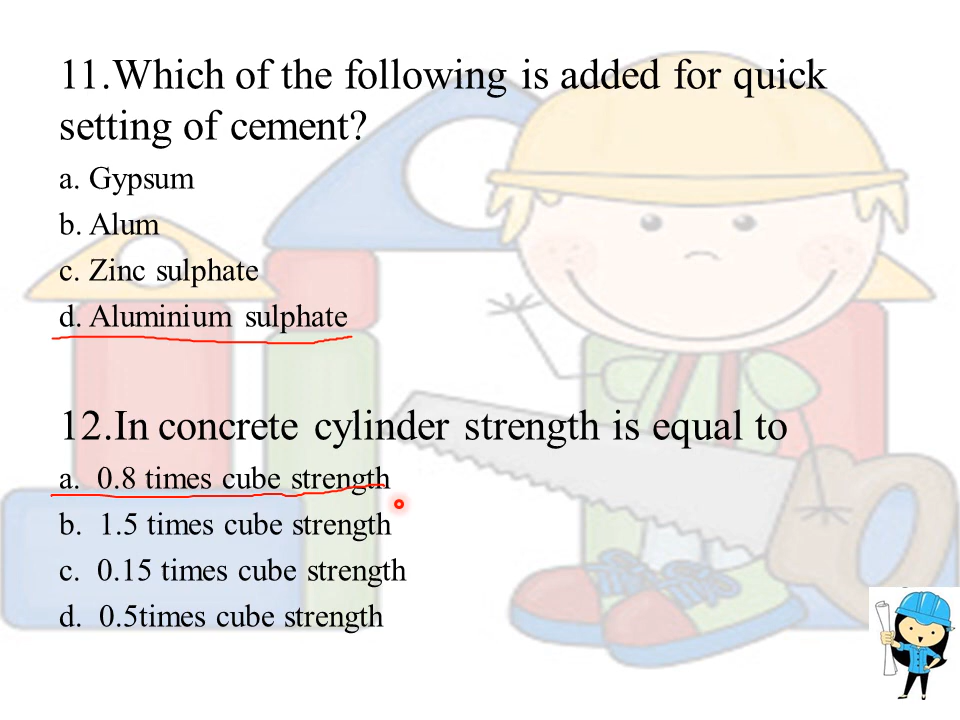 11.Which of the following is added for quick
setting of cement?
a. Gypsum
b. Alum
c. Zinc sulphate
d. Aluminium sulphate
12.In concrete cylinder strength is equal to
a.  0.8 times cube strength
b.  1.5 times cube strength
c.  0.15 times cube strength
d.  0.5times cube strength